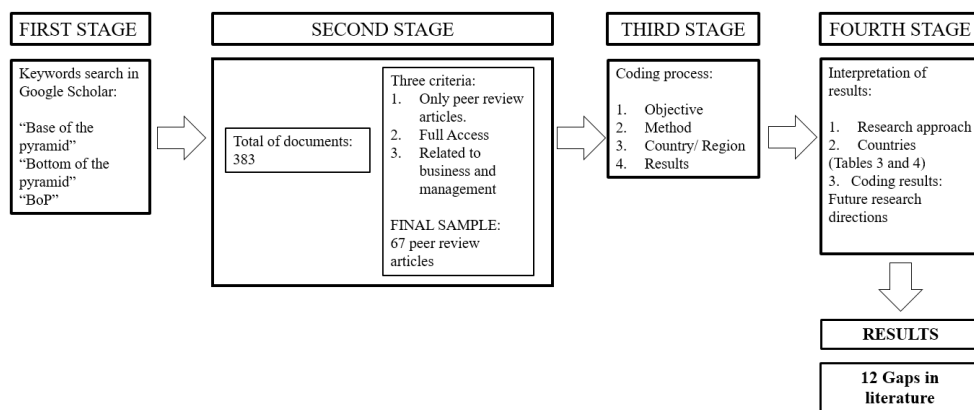 FIRST STAGE
Keywords search in
Google Scholar:
“Base of the
pyramid”
“Bottom of the
pyramid”
“BoP”
SECOND STAGE
Total of documents:
383
Three criteria:
1. Only peer review
articles.
2. Full Access
3. Related to
business and
management
FINAL SAMPLE:
67 peer review
articles
THIRD STAGE
Coding process:
1. Objective
2. Method
3. Country/ Region
4. Results
FOURTH STAGE
Interpretation of
results:
1. Research approach
2. Countries
(Tables 3 and 4)
3. Coding results:
Future research
directions
RESULTS
12 Gaps in
literature